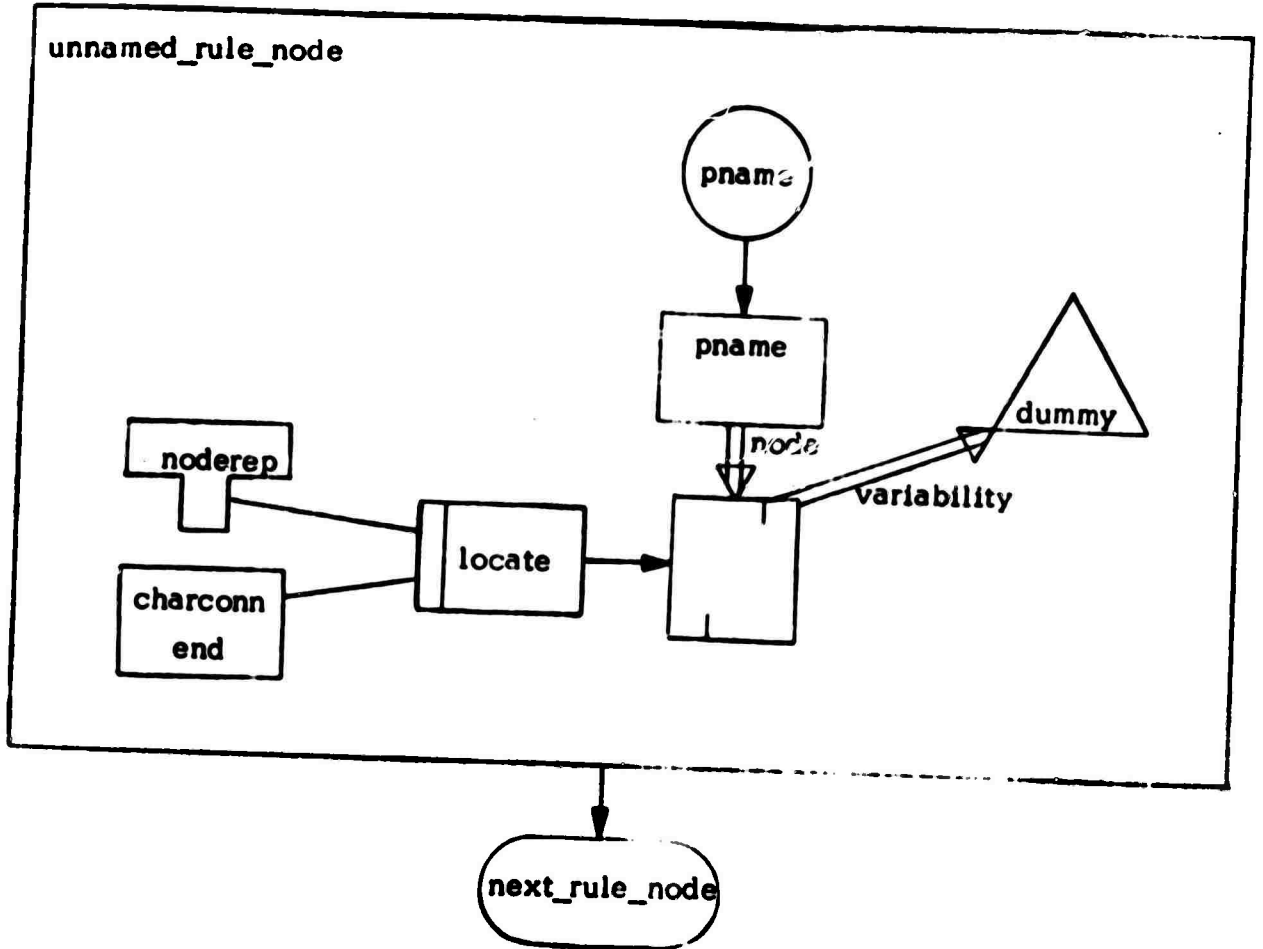 unnamed_rule_node
pname
pname
node
dummy
variability
noderep
locate
charconn
end
next_rule_node